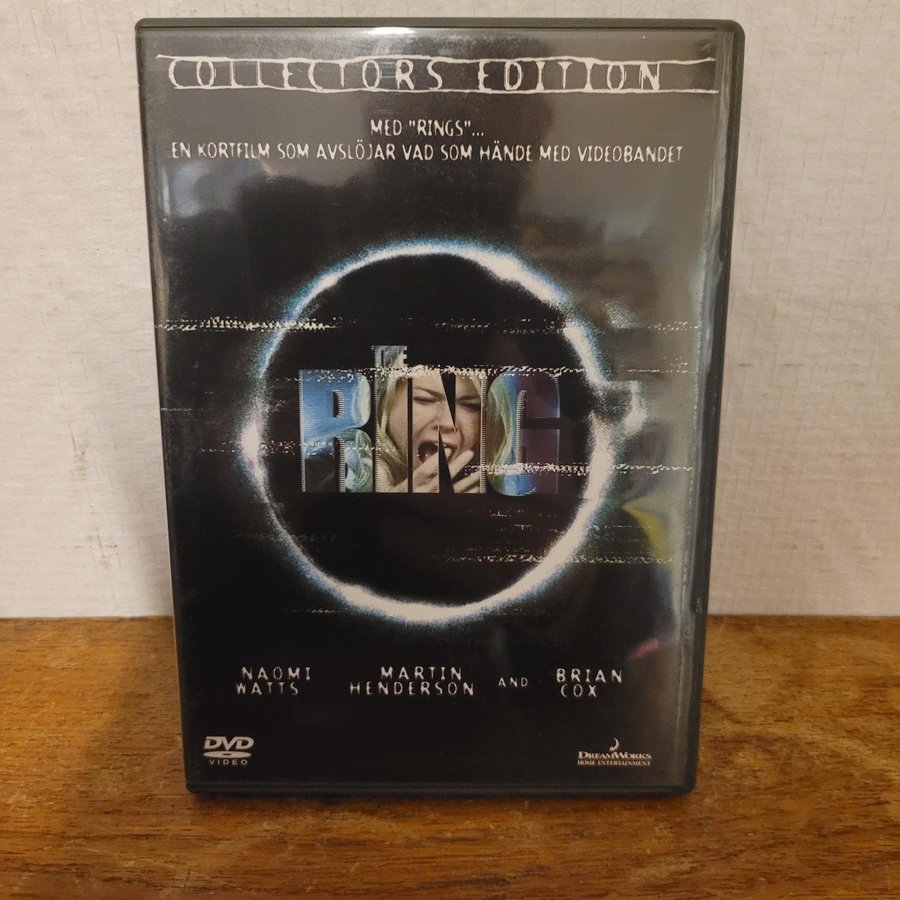 COLLECTORS EDITION
MED "RINGS"...
EN KORTFILM SOM AVSLÖJAR VAD SOM HÄNDE MED VIDEOBANDET
THE
RING
NAOMI WATTS
MARTIN HENDERSON
AND
BRIAN COX
DVD
VIDEO
DREAMWORKS
HOME ENTERTAINMENT